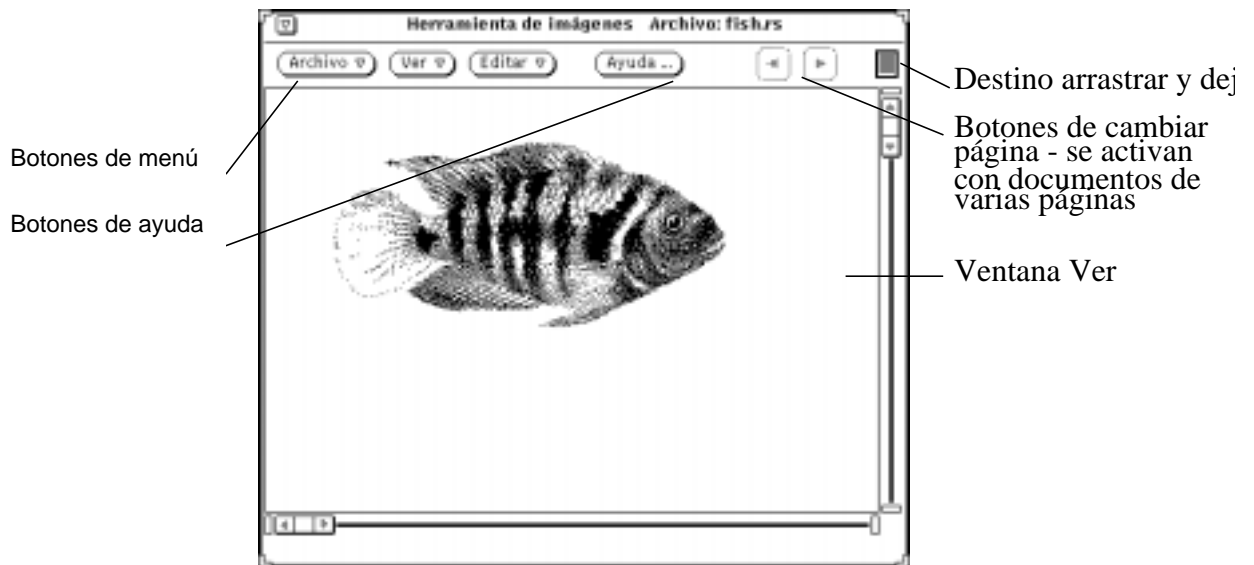 Herramienta de imágenes Archivo: fish.rs
Archivo Ver Editar Ayuda ..
Destino arrastrar y dej
Botones de cambiar
página - se activan
con documentos de
varias páginas
Botones de menú
Botones de ayuda
Ventana Ver